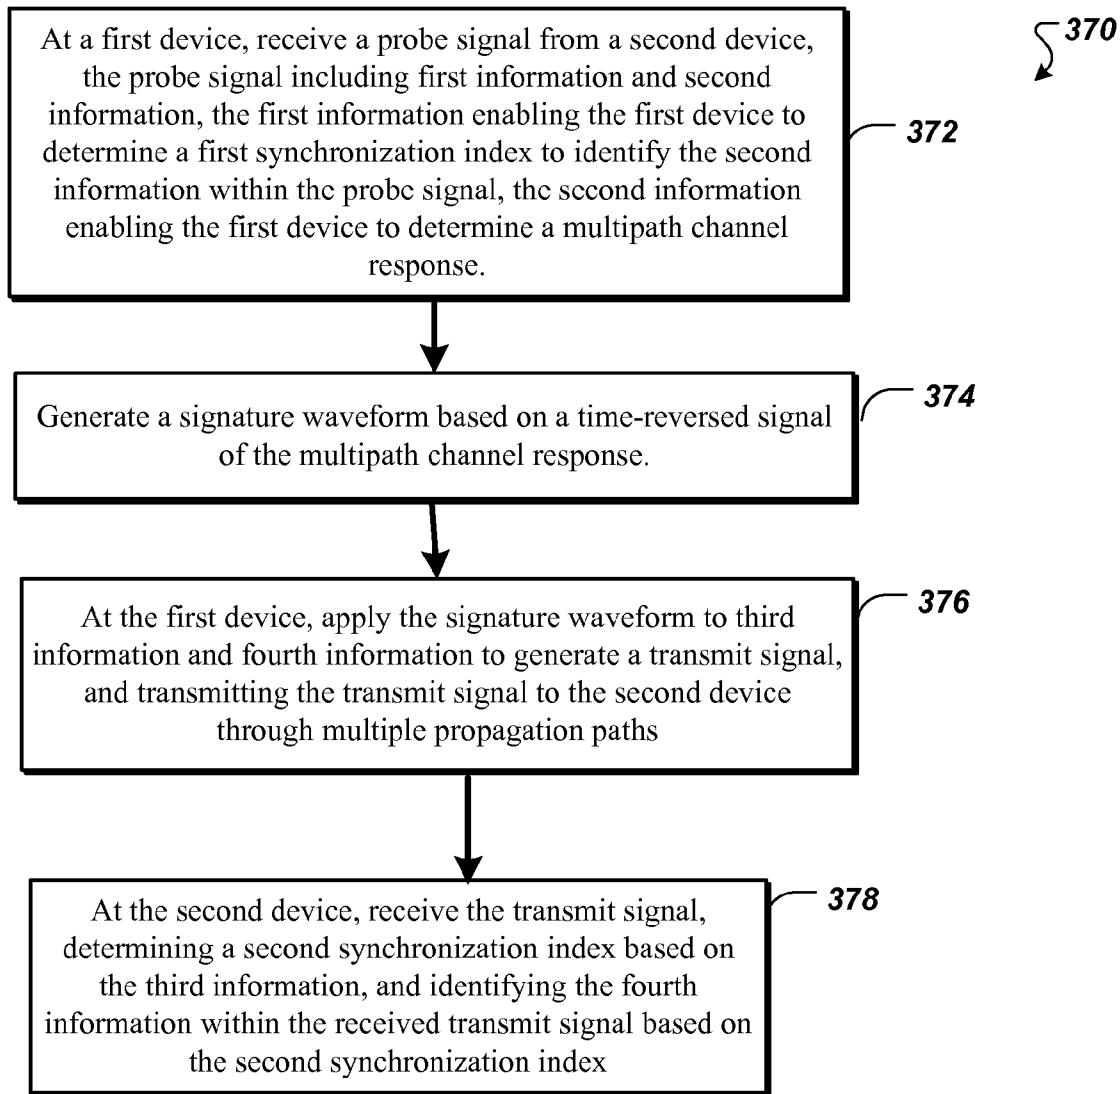 370
At a first device, receive a probe signal from a second device,
the probe signal including first information and second
information, the first information enabling the first device to
determine a first synchronization index to identify the second
information within the probe signal, the second information
enabling the first device to determine a multipath channel
response.
372
Generate a signature waveform based on a time-reversed signal
of the multipath channel response.
374
At the first device, apply the signature waveform to third
information and fourth information to generate a transmit signal,
and transmitting the transmit signal to the second device
through multiple propagation paths
376
At the second device, receive the transmit signal,
determining a second synchronization index based on
the third information, and identifying the fourth
information within the received transmit signal based on
the second synchronization index
378